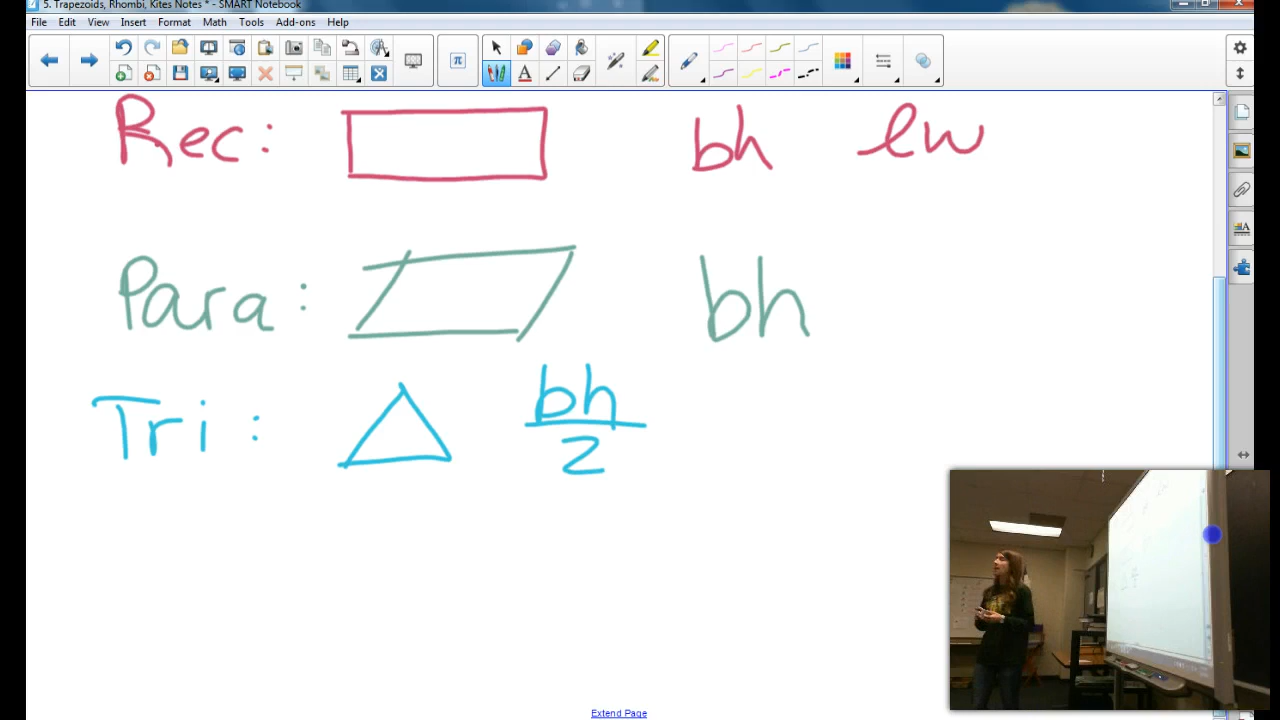 5. Trapezoids, Rhombi, Kites Notes * - SMART Notebook
File Edit View Insert Format Math Tools Add-ons Help
Rec: bh lw
Para: bh
Tri: bh
2
Extend Page